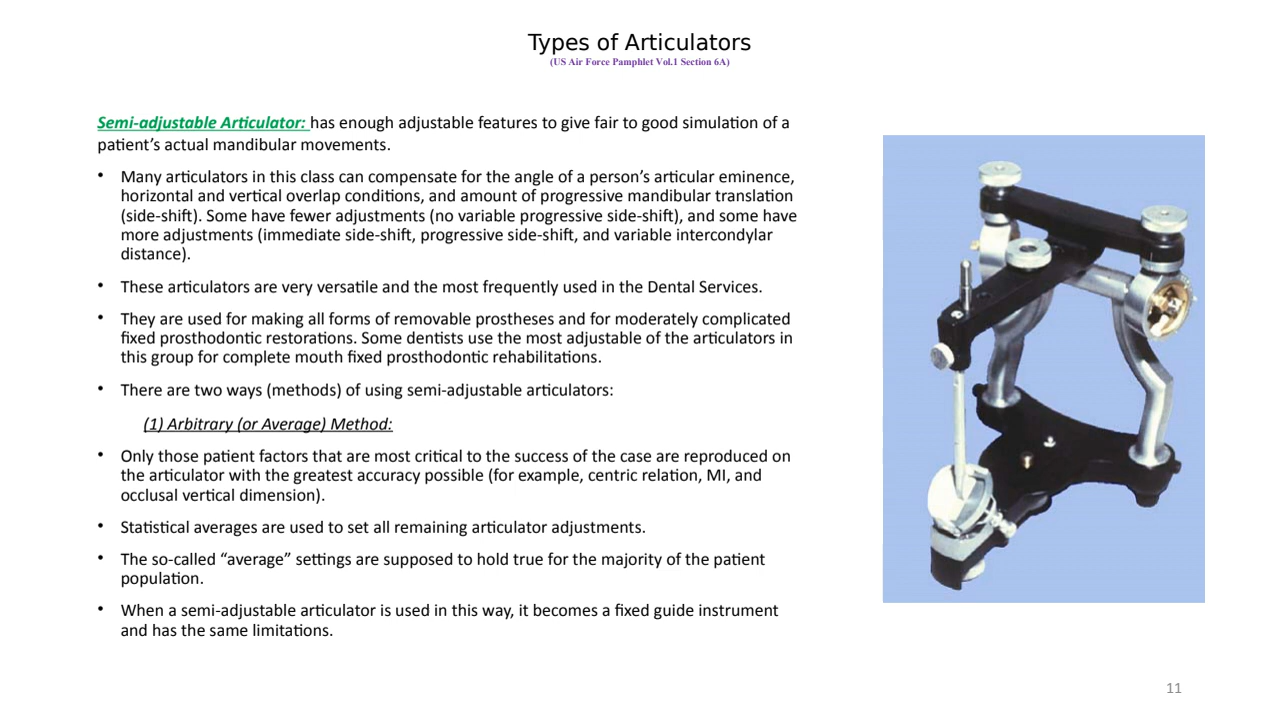 Types of Articulators
(US Air Force Pamphlet Vol.1 Section 6A)
Semi-adjustable Articulator: has enough adjustable features to give fair to good simulation of a
patient’s actual mandibular movements.
• Many articulators in this class can compensate for the angle of a person’s articular eminence,
horizontal and vertical overlap conditions, and amount of progressive mandibular translation
(side-shift). Some have fewer adjustments (no variable progressive side-shift), and some have
more adjustments (immediate side-shift, progressive side-shift, and variable intercondylar
distance).
• These articulators are very versatile and the most frequently used in the Dental Services.
• They are used for making all forms of removable prostheses and for moderately complicated
fixed prosthodontic restorations. Some dentists use the most adjustable of the articulators in
this group for complete mouth fixed prosthodontic rehabilitations.
• There are two ways (methods) of using semi-adjustable articulators:
(1) Arbitrary (or Average) Method:
• Only those patient factors that are most critical to the success of the case are reproduced on
the articulator with the greatest accuracy possible (for example, centric relation, MI, and
occlusal vertical dimension).
• Statistical averages are used to set all remaining articulator adjustments.
• The so-called “average” settings are supposed to hold true for the majority of the patient
population.
• When a semi-adjustable articulator is used in this way, it becomes a fixed guide instrument
and has the same limitations.
11